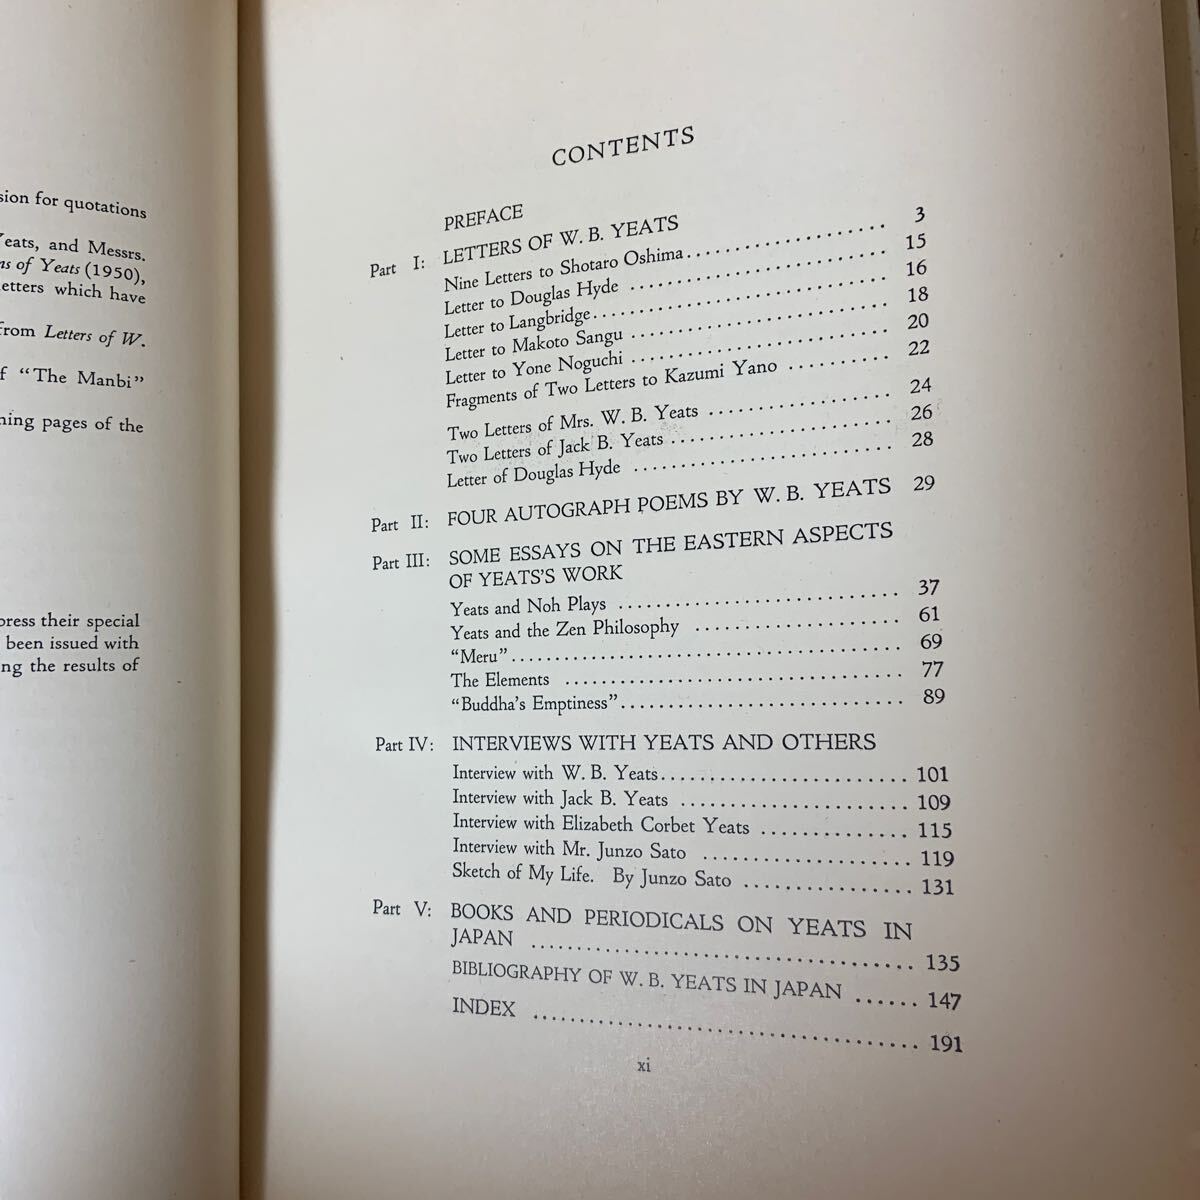 sion for quotations
eats, and Messrs.
ns of Yeats (1950),
etters which have
rom Letters of W.
f “The Manbi”
ning pages of the
press their special
been issued with
ng the results of
CONTENTS
PREFACE
Part I: LETTERS OF W. B. YEATS
Nine Letters to Shotaro Oshima 3
Letter to Douglas Hyde 15
Letter to Langbridge 16
Letter to Makoto Sangu 18
Letter to Yone Noguchi 20
Fragments of Two Letters to Kazumi Yano 22
Two Letters of Mrs. W. B. Yeats 24
Two Letters of Jack B. Yeats 26
Letter of Douglas Hyde 28
Part II: FOUR AUTOGRAPH POEMS BY W. B. YEATS 29
Part III: SOME ESSAYS ON THE EASTERN ASPECTS
OF YEATS'S WORK
Yeats and Noh Plays 37
Yeats and the Zen Philosophy 61
“Meru” 69
The Elements 77
“Buddha's Emptiness” 89
Part IV: INTERVIEWS WITH YEATS AND OTHERS
Interview with W. B. Yeats 101
Interview with Jack B. Yeats 109
Interview with Elizabeth Corbet Yeats 115
Interview with Mr. Junzo Sato 119
Sketch of My Life. By Junzo Sato 131
Part V: BOOKS AND PERIODICALS ON YEATS IN
JAPAN 135
BIBLIOGRAPHY OF W. B. YEATS IN JAPAN 147
INDEX 191
xi